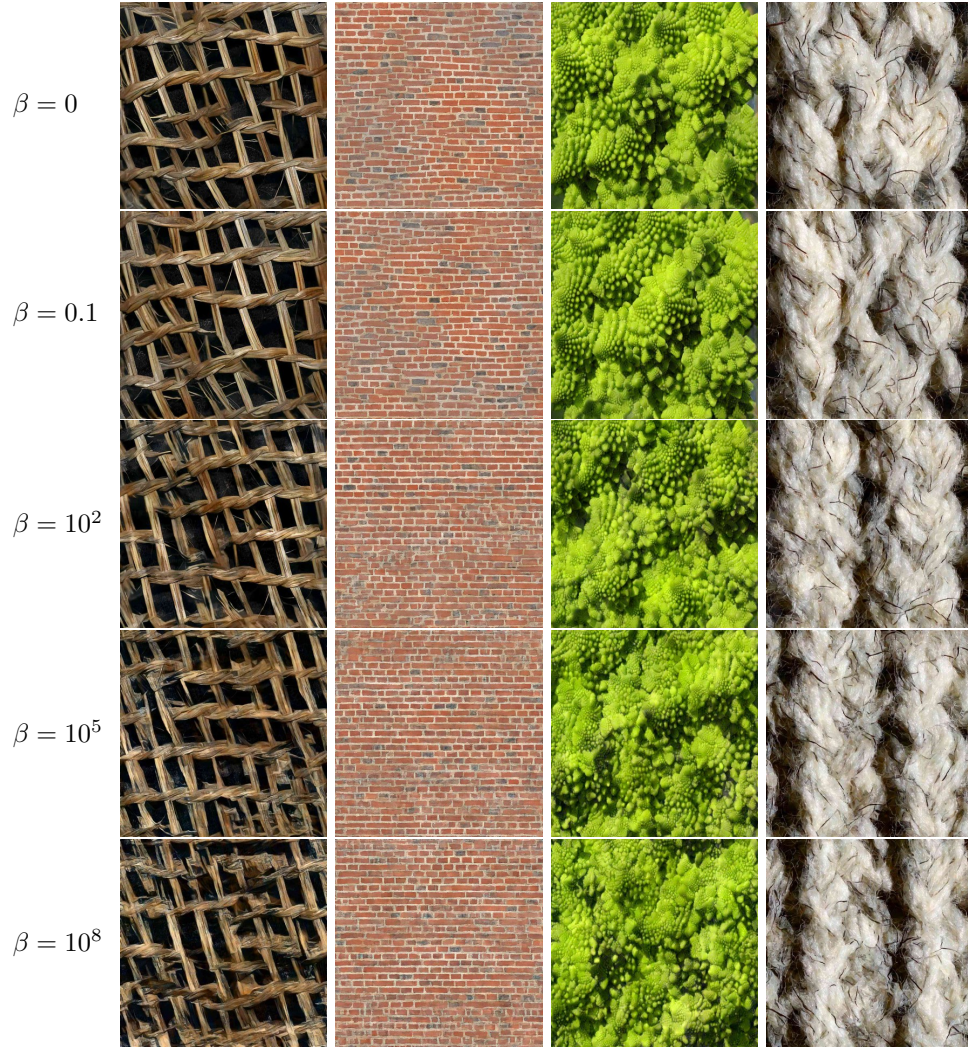 β = 0
β = 0.1
β = 10²
β = 10⁵
β = 10⁸